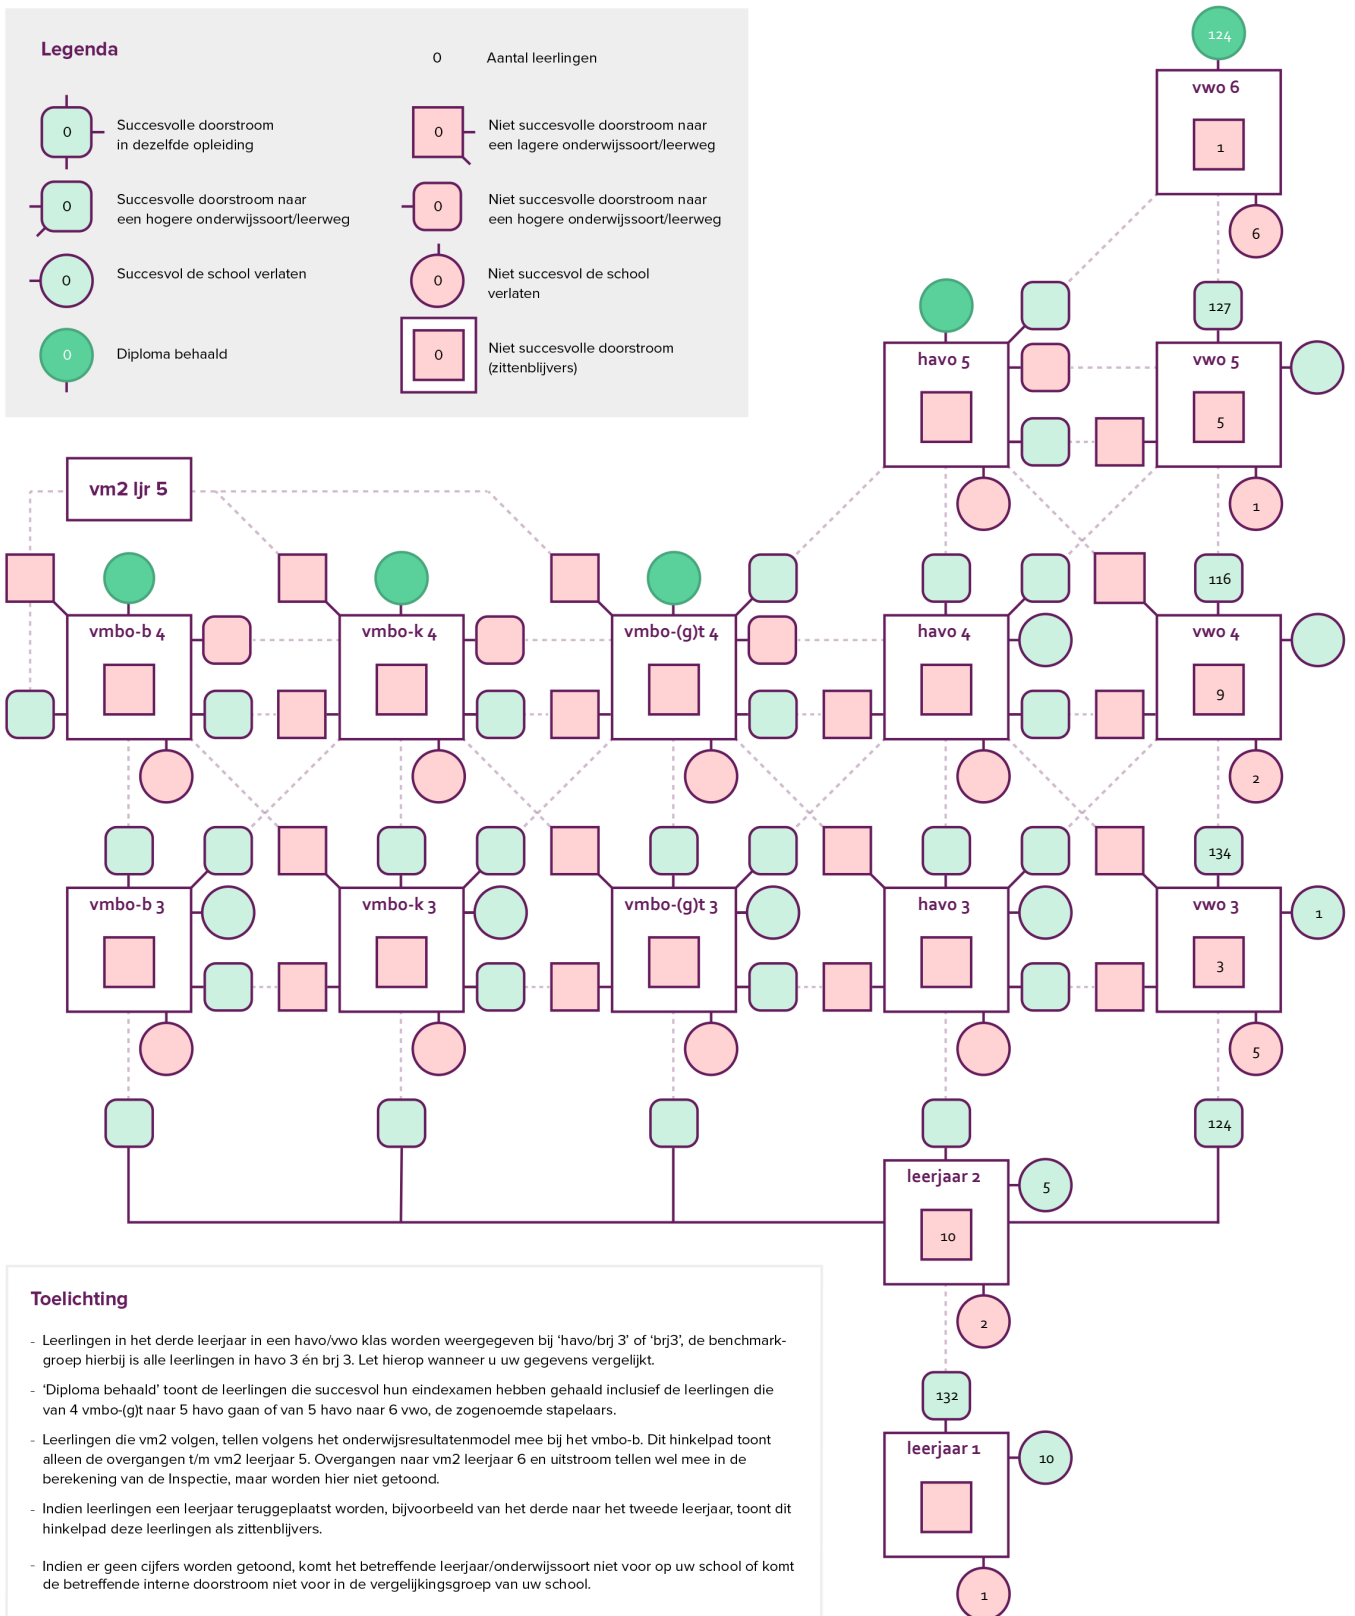 Legenda
0 Aantal leerlingen
0 Succesvolle doorstroom
in dezelfde opleiding
0 Niet succesvolle doorstroom naar
een lagere onderwijssoort/leerweg
0 Succesvolle doorstroom naar
een hogere onderwijssoort/leerweg
0 Niet succesvolle doorstroom naar
een hogere onderwijssoort/leerweg
0 Succesvol de school verlaten
0 Niet succesvol de school
verlaten
0 Diploma behaald
0 Niet succesvolle doorstroom
(zittenblijvers)
124
vwo 6
1
6
127
havo 5
vwo 5
5
1
vm2 ljr 5
116
vmbo-b 4
vmbo-k 4
vmbo-(g)t 4
havo 4
vwo 4
9
2
134
vmbo-b 3
vmbo-k 3
vmbo-(g)t 3
havo 3
vwo 3
1
3
5
124
leerjaar 2
5
10
2
132
leerjaar 1
10
1
Toelichting
- Leerlingen in het derde leerjaar in een havo/vwo klas worden weergegeven bij ‘havo/brj 3’ of ‘brj3’, de benchmark-
groep hierbij is alle leerlingen in havo 3 én brj 3. Let hierop wanneer u uw gegevens vergelijkt.
- ‘Diploma behaald’ toont de leerlingen die succesvol hun eindexamen hebben gehaald inclusief de leerlingen die
van 4 vmbo-(g)t naar 5 havo gaan of van 5 havo naar 6 vwo, de zogenoemde stapelaars.
- Leerlingen die vm2 volgen, tellen volgens het onderwijsresultatenmodel mee bij het vmbo-b. Dit hinkelpad toont
alleen de overgangen t/m vm2 leerjaar 5. Overgangen naar vm2 leerjaar 6 en uitstroom tellen wel mee in de
berekening van de Inspectie, maar worden hier niet getoond.
- Indien leerlingen een leerjaar teruggeplaatst worden, bijvoorbeeld van het derde naar het tweede leerjaar, toont dit
hinkelpad deze leerlingen als zittenblijvers.
- Indien er geen cijfers worden getoond, komt het betreffende leerjaar/onderwijssoort niet voor op uw school of komt
de betreffende interne doorstroom niet voor in de vergelijkingsgroep van uw school.